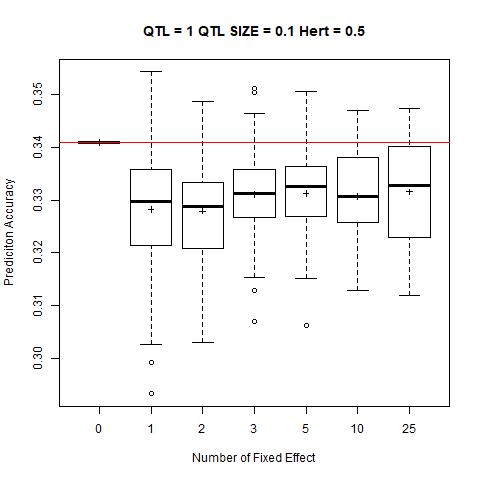 QTL = 1 QTL SIZE = 0.1 Hert = 0.5
Prediciton Accuracy
0.35
0.34
0.33
0.32
0.31
0.30
0 1 2 3 5 10 25
Number of Fixed Effect